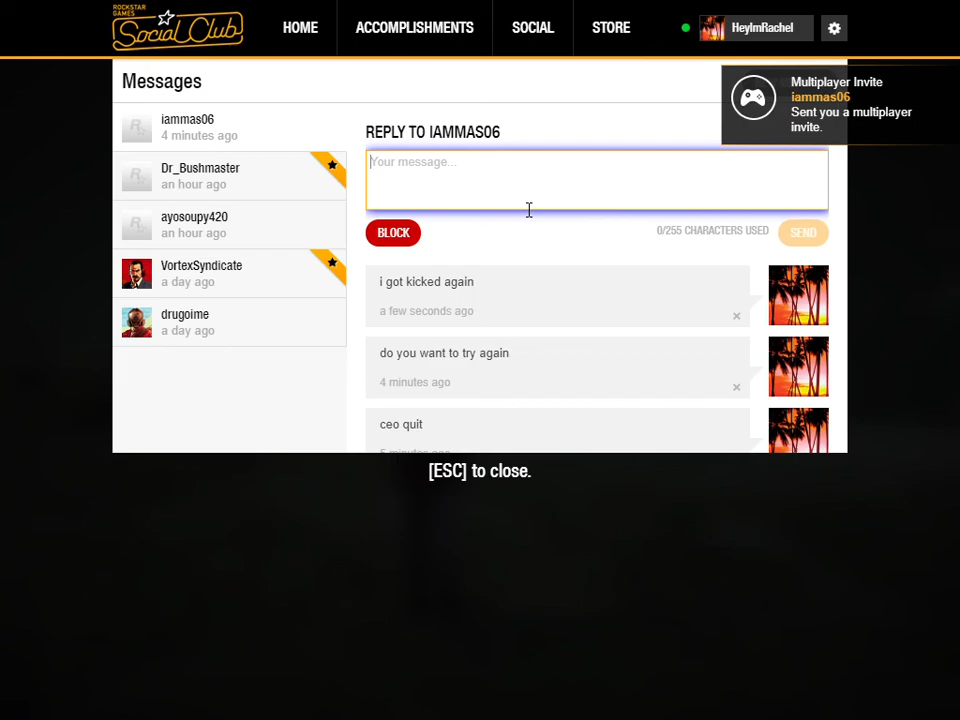 ROCKSTAR
GAMES
Social Club
HOME
ACCOMPLISHMENTS
SOCIAL
STORE
HeyImRachel
Messages
Multiplayer Invite
iammas06
Sent you a multiplayer
invite.
iammas06
4 minutes ago
Dr_Bushmaster
an hour ago
ayosoupy420
an hour ago
VortexSyndicate
a day ago
drugoime
a day ago
REPLY TO IAMMAS06
Your message...
BLOCK
0/255 CHARACTERS USED
SEND
i got kicked again
a few seconds ago
do you want to try again
4 minutes ago
ceo quit
5 minutes ago
[ESC] to close.